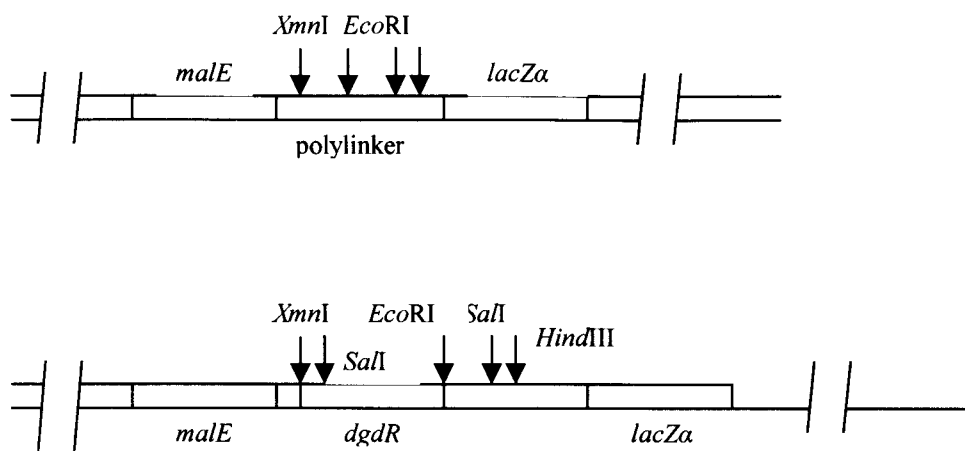 XmnI EcoRI
malE lacZα
polylinker
XmnI EcoRI SalI
HindIII
SalI
malE dgdR lacZα